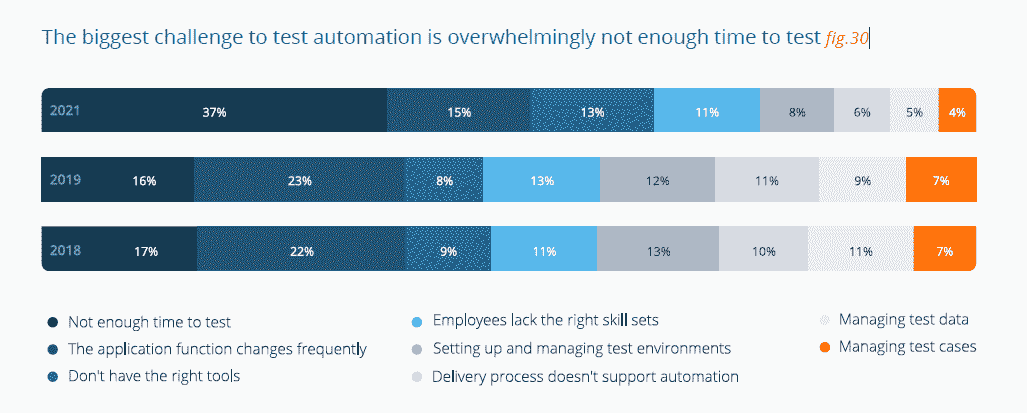 The biggest challenge to test automation is overwhelmingly not enough time to test fig.30
2021 37% 15% 13% 11% 8% 6% 5% 4%
2019 16% 23% 8% 13% 12% 11% 9% 7%
2018 17% 22% 9% 11% 13% 10% 11% 7%
Not enough time to test
The application function changes frequently
Don't have the right tools
Employees lack the right skill sets
Setting up and managing test environments
Delivery process doesn't support automation
Managing test data
Managing test cases